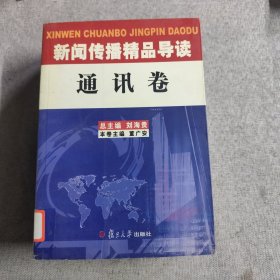 XINWEN CHUANBO JINGPIN DAODU
新闻传播精品导读
通讯卷
总主编 刘海贵
本卷主编 董广安
复旦大学出版社